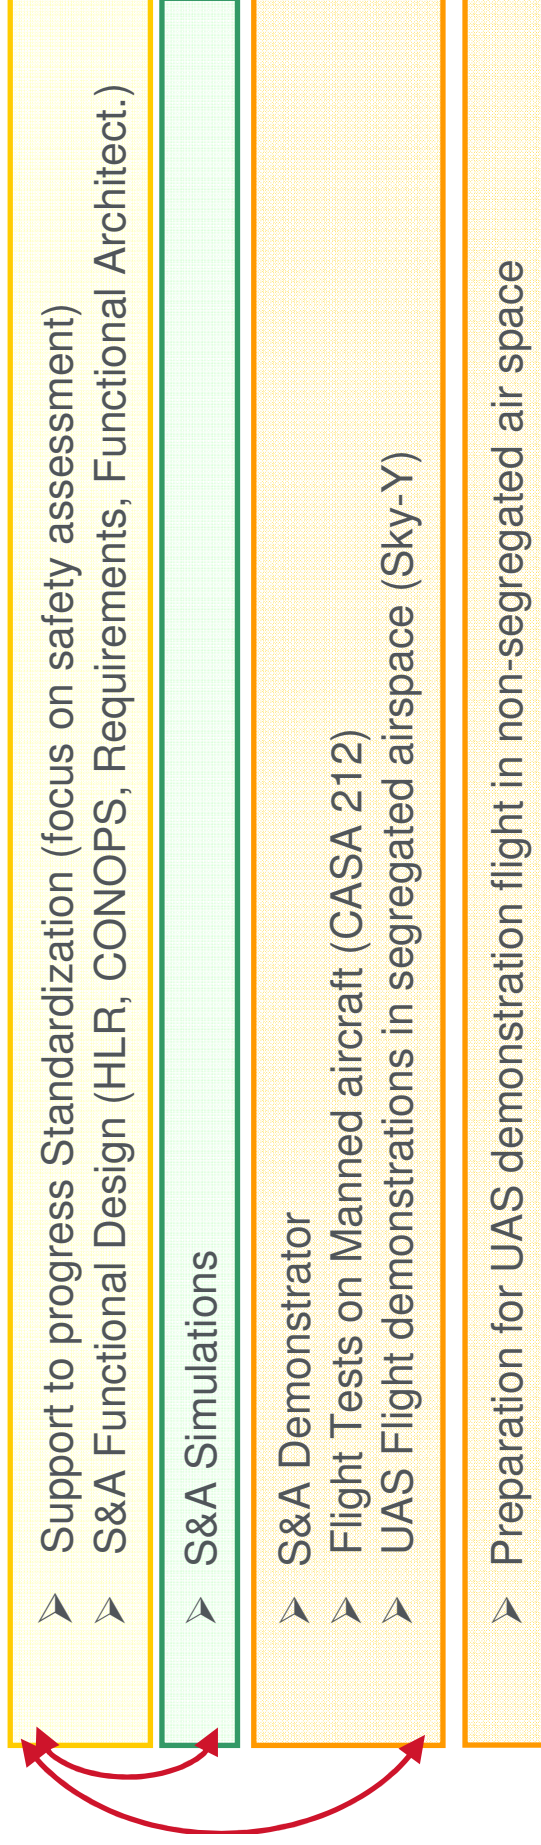 Support to progress Standardization (focus on safety assessment)
S&A Functional Design (HLR, CONOPS, Requirements, Functional Architect.)
S&A Simulations
S&A Demonstrator
Flight Tests on Manned aircraft (CASA 212)
UAS Flight demonstrations in segregated airspace (Sky-Y)
Preparation for UAS demonstration flight in non-segregated air space